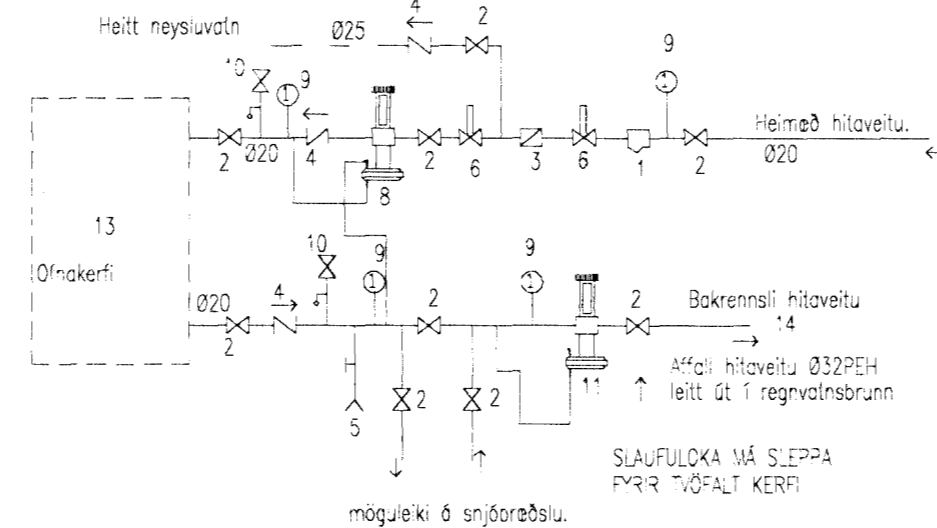 4
2
Heitt neysluvatn
Ø25
10
9
9
Heimæð hitaveitu.
2
Ø20
4
2
6
3
6
1
2
Ø20
8
13
10
9
9
Ofnakerfi
Ø20
4
2
2
Bakrennsli hitaveitu
14
2
Affall hitaveitu Ø32PEH
leitt út í regnvatnsbrunn
11
5
2
2
SLAUFULOKA MÁ SLEPPA
FYRIR TVÖFALT KERFI
möguleiki á snjóbræðslu.